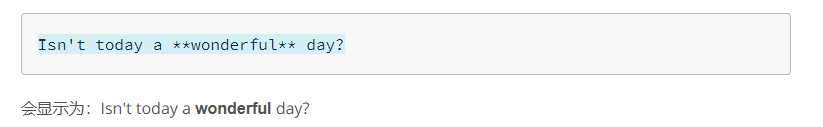 Isn't today a **wonderful** day?
会显示为：Isn't today a wonderful day?